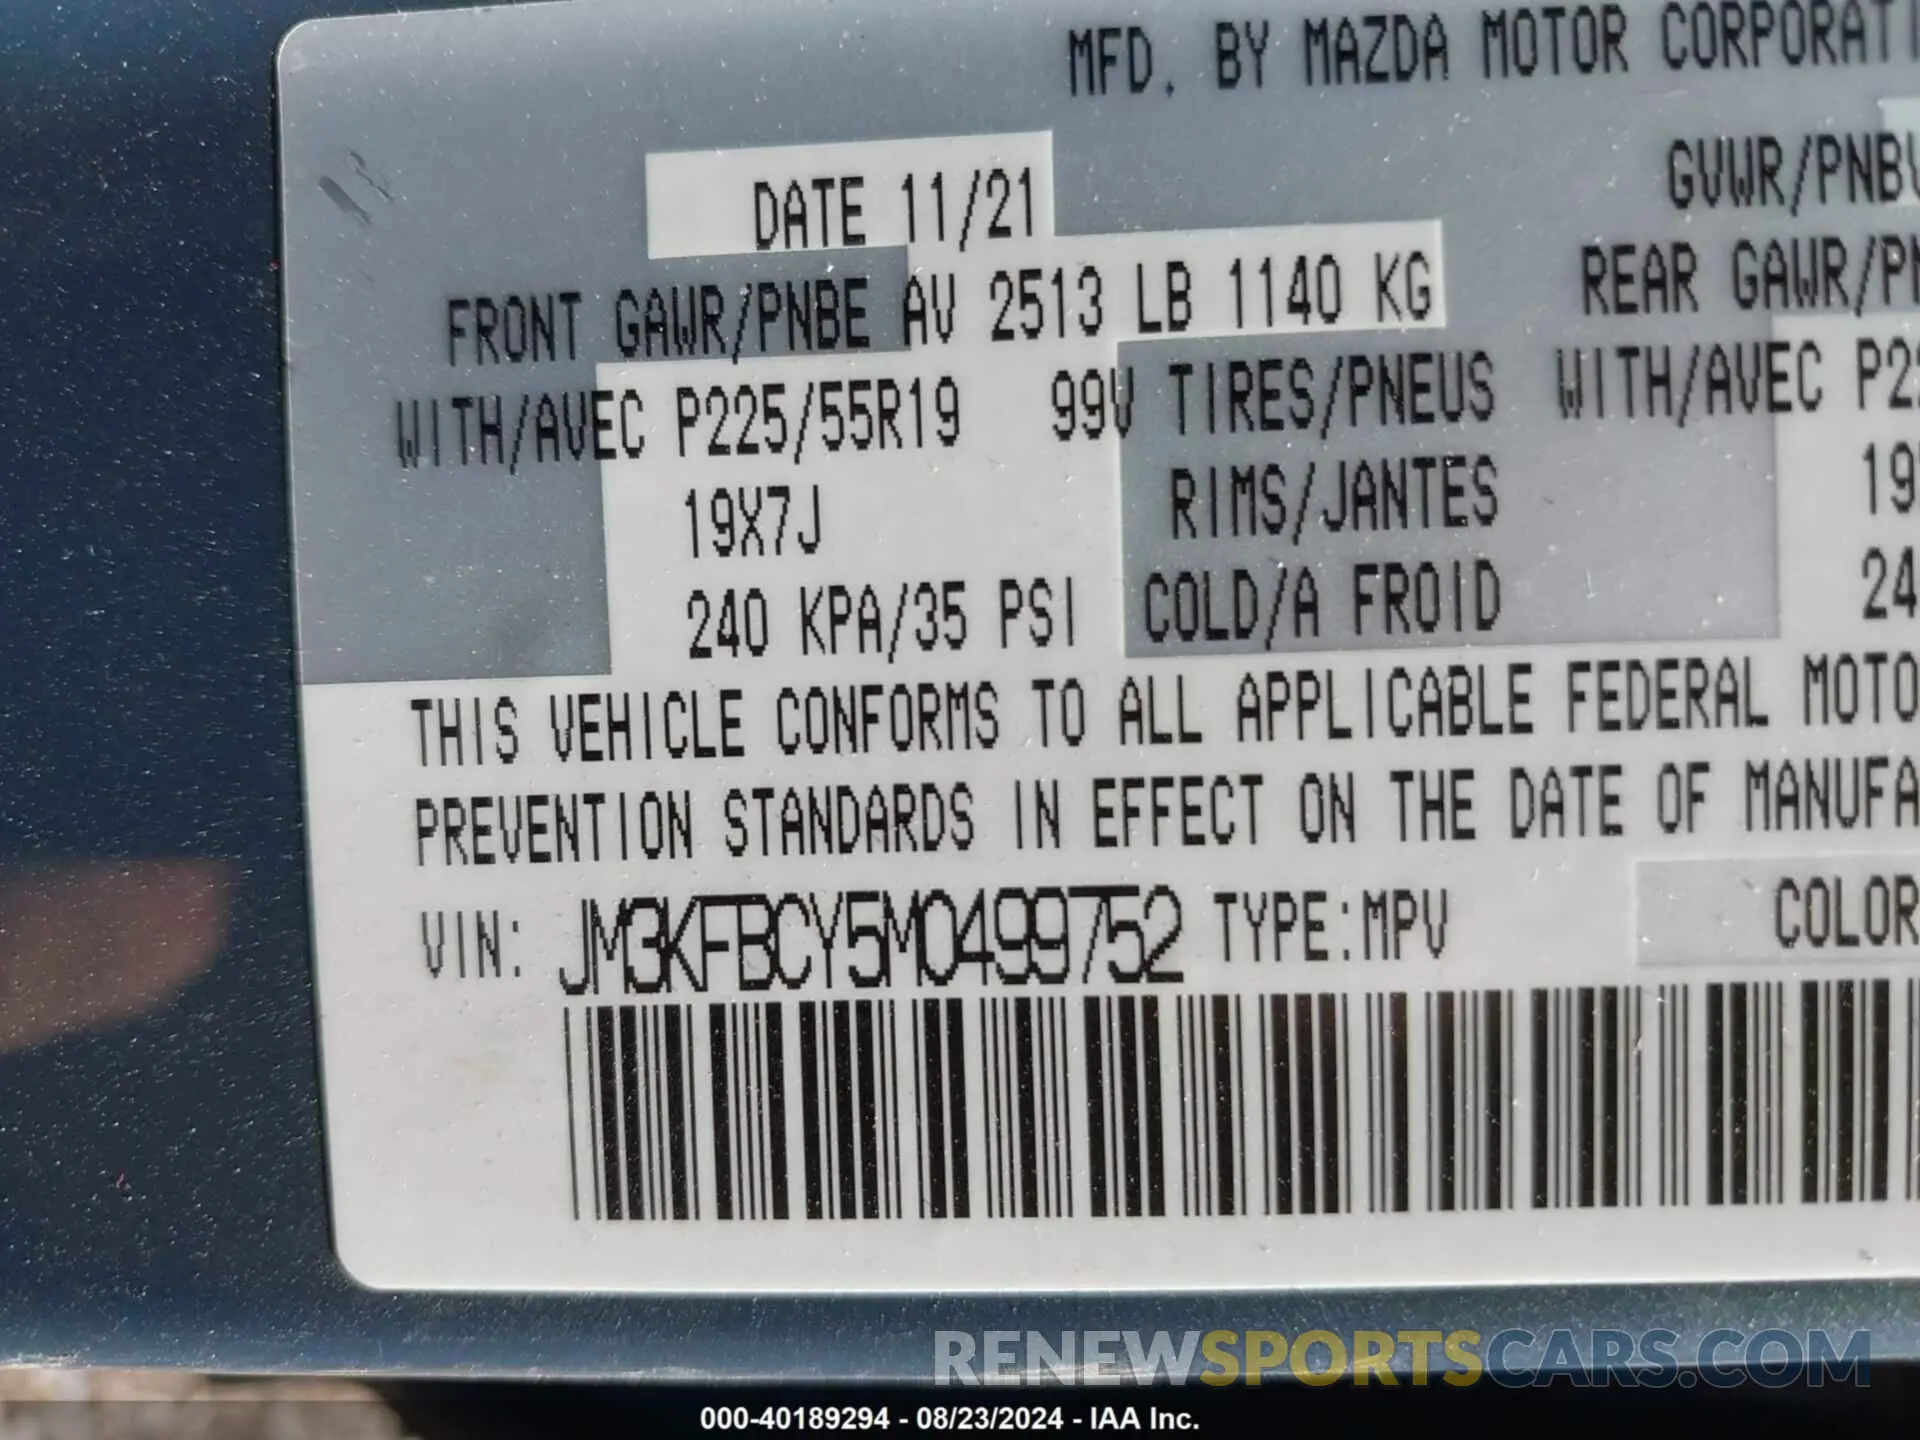 MFD. BY MAZDA MOTOR CORPORATI
DATE 11/21
GVWR/PNBV
FRONT GAWR/PNBE AV 2513 LB 1140 KG REAR GAWR/PN
WITH/AVEC P225/55R19 99V TIRES/PNEUS WITH/AVEC P22
19X7J RIMS/JANTES 19
240 KPA/35 PSI COLD/A FROID 24
THIS VEHICLE CONFORMS TO ALL APPLICABLE FEDERAL MOTO
PREVENTION STANDARDS IN EFFECT ON THE DATE OF MANUFA
VIN: JM3KFBCY5M0499752 TYPE:MPV COLOR
RENEWSPORTSCARS.COM
000-40189294 - 08/23/2024 - IAA Inc.